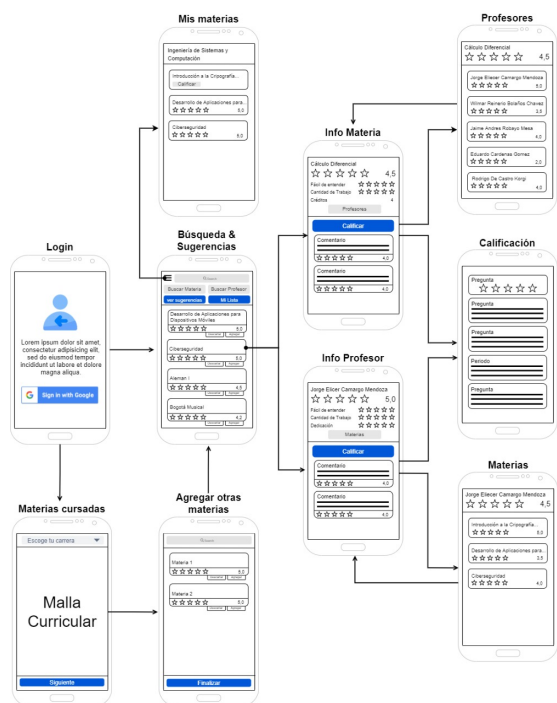 Mis materias
Ingeniería de Sistemas y
Computación
Introducción a la Cripografía...
Calificar
Desarrollo de Aplicaciones para...
5,0
Ciberseguridad
5,0
Profesores
Cálculo Diferencial
4,5
Jorge Eliecer Camargo Mendoza
5,0
Wilmar Reinerio Bolaños Chavez
3,5
Jaime Andres Robayo Mesa
4,0
Eduardo Cardenas Gomez
2,0
Rodrigo De Castro Korgi
4,0
Info Materia
Cálculo Diferencial
4,5
Fácil de entender
Cantidad de Trabajo
Créditos 4
Profesores
Calificar
Comentario
4,0
Comentario
4,0
Login
Lorem ipsum dolor sit amet,
consectetur adipisicing elit,
sed do eiusmod tempor
incididunt ut labore et dolore
magna aliqua.
G Sign in with Google
Búsqueda &
Sugerencias
Buscar Materia Buscar Profesor
ver sugerencias Mi Lista
Desarrollo de Aplicaciones para
Dispositivos Móviles
5,0
Ciberseguridad
5,0
Alemán I
4,5
Bogotá Musical
4,2
Calificación
Pregunta
Pregunta
Pregunta
Periodo
Pregunta
Info Profesor
Jorge Eliecer Camargo Mendoza
5,0
Fácil de entender
Cantidad de Trabajo
Dedicación
Materias
Calificar
Comentario
4,0
Comentario
4,0
Materias cursadas
Escoge tu carrera
Malla
Curricular
Siguiente
Agregar otras
materias
Materia 1
5,0
Materia 2
5,0
Finalizar
Materias
Jorge Eliecer Camargo Mendoza
4,5
Introducción a la Cripografía...
5,0
Desarrollo de Aplicaciones para...
3,5
Ciberseguridad
4,0